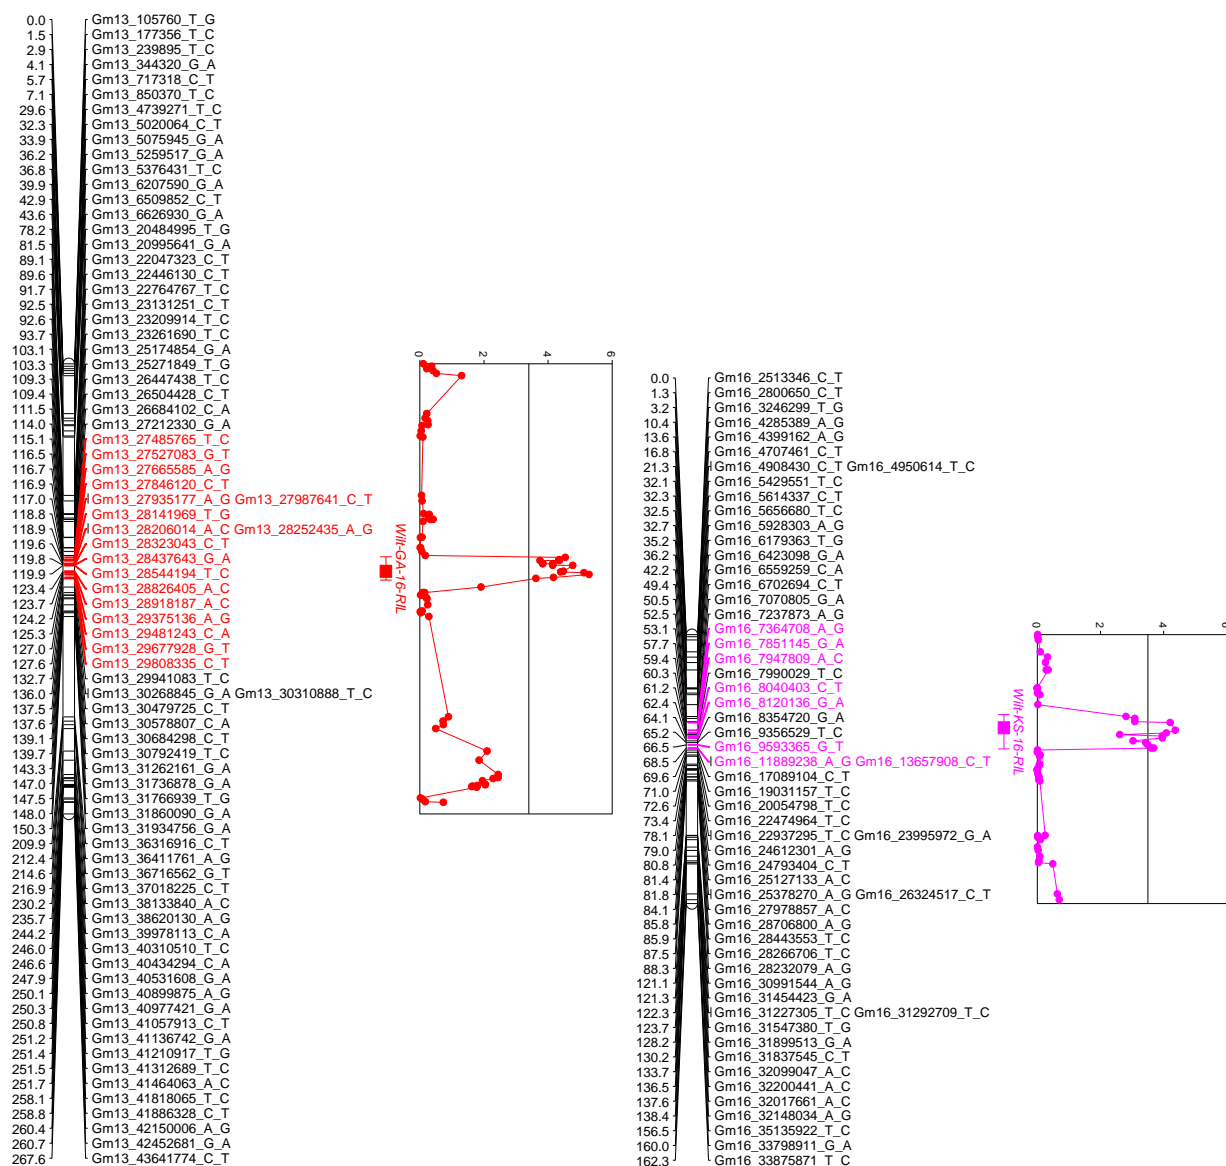 0.0 Gm13_105760_T_G
1.5 Gm13_177356_T_C
2.9 Gm13_239895_T_C
4.1 Gm13_344320_G_A
5.7 Gm13_717318_C_T
7.1 Gm13_850370_T_C
29.6 Gm13_4739271_T_C
32.3 Gm13_5020064_C_T
33.9 Gm13_5075945_G_A
36.2 Gm13_5259517_G_A
36.8 Gm13_5376431_T_C
39.9 Gm13_6207590_G_A
42.9 Gm13_6509852_C_T
43.6 Gm13_6626930_G_A
78.2 Gm13_20484995_T_G
81.5 Gm13_20995641_G_A
89.1 Gm13_22047323_C_T
89.6 Gm13_22446130_C_T
91.7 Gm13_22764767_T_C
92.5 Gm13_23131251_C_T
92.6 Gm13_23209914_T_C
93.7 Gm13_23261690_T_C
103.1 Gm13_25174854_G_A
103.3 Gm13_25271849_T_G
109.3 Gm13_26447438_T_C
109.4 Gm13_26504428_C_T
111.5 Gm13_26684102_C_A
114.0 Gm13_27212330_G_A
115.1 Gm13_27485765_T_C
116.5 Gm13_27527083_G_T
116.7 Gm13_27665585_A_G
116.9 Gm13_27846120_C_T
117.0 Gm13_27935177_A_G Gm13_27987641_C_T
118.8 Gm13_28141969_T_G
118.9 Gm13_28206014_A_C Gm13_28252435_A_G
119.6 Gm13_28323043_C_T
119.8 Gm13_28437643_G_A
119.9 Gm13_28544194_T_C
123.4 Gm13_28826405_A_C
123.7 Gm13_28918187_A_C
124.2 Gm13_29375136_A_G
125.3 Gm13_29481243_C_A
127.0 Gm13_29677928_G_T
127.6 Gm13_29808335_C_T
132.7 Gm13_29941083_T_C
136.0 Gm13_30268845_G_A Gm13_30310888_T_C
137.5 Gm13_30479725_C_T
137.6 Gm13_30578807_C_A
139.1 Gm13_30684298_C_T
139.7 Gm13_30792419_T_C
143.3 Gm13_31262161_G_A
147.0 Gm13_31736878_G_A
147.5 Gm13_31766939_T_G
148.0 Gm13_31860090_G_A
150.3 Gm13_31934756_G_A
209.9 Gm13_36316916_C_T
212.4 Gm13_36411761_A_G
214.6 Gm13_36716562_G_T
216.9 Gm13_37018225_C_T
230.2 Gm13_38133840_A_C
235.7 Gm13_38620130_A_G
244.2 Gm13_39978113_C_A
246.0 Gm13_40310510_T_C
246.6 Gm13_40434294_C_A
247.9 Gm13_40531608_G_A
250.1 Gm13_40899875_A_G
250.3 Gm13_40977421_G_A
250.8 Gm13_41057913_C_T
251.2 Gm13_41136742_G_A
251.4 Gm13_41210917_T_G
251.5 Gm13_41312689_T_C
251.7 Gm13_41464063_A_C
258.1 Gm13_41818065_T_C
258.8 Gm13_41886328_C_T
260.4 Gm13_42150006_A_G
260.7 Gm13_42452681_G_A
267.6 Gm13_43641774_C_T
0 2 4 6
Wilt-GA-16-RIL
0.0 Gm16_2513346_C_T
1.3 Gm16_2800650_C_T
3.2 Gm16_3246299_T_G
10.4 Gm16_4285389_A_G
13.6 Gm16_4399162_A_G
16.8 Gm16_4707461_C_T
21.3 Gm16_4908430_C_T Gm16_4950614_T_C
32.1 Gm16_5429551_T_C
32.3 Gm16_5614337_C_T
32.5 Gm16_5656680_T_C
32.7 Gm16_5928303_A_G
35.2 Gm16_6179363_T_G
36.2 Gm16_6423098_G_A
42.2 Gm16_6559259_C_A
49.4 Gm16_6702694_C_T
50.5 Gm16_7070805_G_A
52.5 Gm16_7237873_A_G
53.1 Gm16_7364708_A_G
57.7 Gm16_7851145_G_A
59.4 Gm16_7947809_A_C
60.3 Gm16_7990029_T_C
61.2 Gm16_8040403_C_T
62.4 Gm16_8120136_G_A
64.1 Gm16_8354720_G_A
65.2 Gm16_9356529_T_C
66.5 Gm16_9593365_G_T
68.5 Gm16_11889238_A_G Gm16_13657908_C_T
69.6 Gm16_17089104_C_T
71.0 Gm16_19031157_T_C
72.6 Gm16_20054798_T_C
73.4 Gm16_22474964_T_C
78.1 Gm16_22937295_T_C Gm16_23995972_G_A
79.0 Gm16_24612301_A_G
80.8 Gm16_24793404_C_T
81.4 Gm16_25127133_A_C
81.8 Gm16_25378270_A_G Gm16_26324517_C_T
84.1 Gm16_27978857_A_C
85.8 Gm16_28706800_A_G
85.9 Gm16_28443553_T_C
87.5 Gm16_28266706_T_C
88.3 Gm16_28232079_A_G
121.1 Gm16_30991544_A_G
121.3 Gm16_31454423_G_A
122.3 Gm16_31227305_T_C Gm16_31292709_T_C
123.7 Gm16_31547380_T_G
128.2 Gm16_31899513_G_A
130.2 Gm16_31837545_C_T
133.7 Gm16_32099047_A_C
136.5 Gm16_32200441_A_C
137.6 Gm16_32017661_A_C
138.4 Gm16_32148034_A_G
156.5 Gm16_35135922_T_C
160.0 Gm16_33798911_G_A
162.3 Gm16_33875871_T_C
0 2 4 6
Wilt-KS-16-RIL